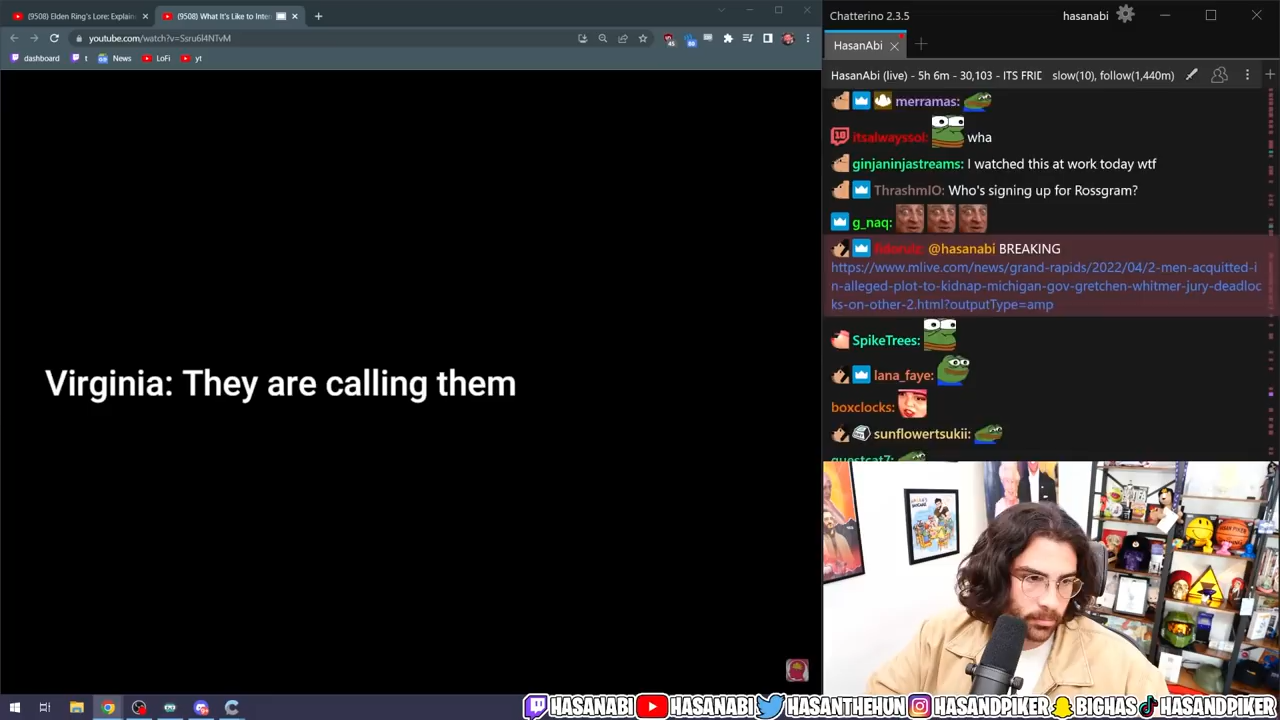 (9508) Elden Ring's Lore: Explain
(9508) What It's Like to Inte
youtube.com/watch?v=Ssru6l4NTvM
45
dashboard
t
News
LoFi
yt
Virginia: They are calling them
Chatterino 2.3.5
hasanabi
HasanAbi
HasanAbi (live) - 5h 6m - 30,103 - ITS FRID
slow(10), follow(1,440m)
merramas:
itsalwayssol: wha
ginjaninjastreams: I watched this at work today wtf
ThrashmIO: Who's signing up for Rossgram?
g_naq:
@hasanabi BREAKING
https://www.mlive.com/news/grand-rapids/2022/04/2-men-acquitted-i
n-alleged-plot-to-kidnap-michigan-gov-gretchen-whitmer-jury-deadloc
ks-on-other-2.html?outputType=amp
SpikeTrees:
lana_faye:
boxclocks:
sunflowertsukii:
guestcat7:
HASANABI HASANABI HASANTHEHUN HASANDPIKER BIGHAS HASANDPIKER